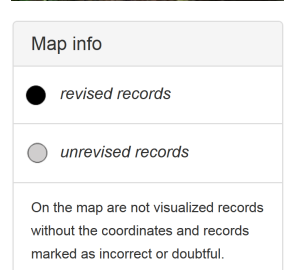 Map info
revised records
unrevised records
On the map are not visualized records
without the coordinates and records
marked as incorrect or doubtful.